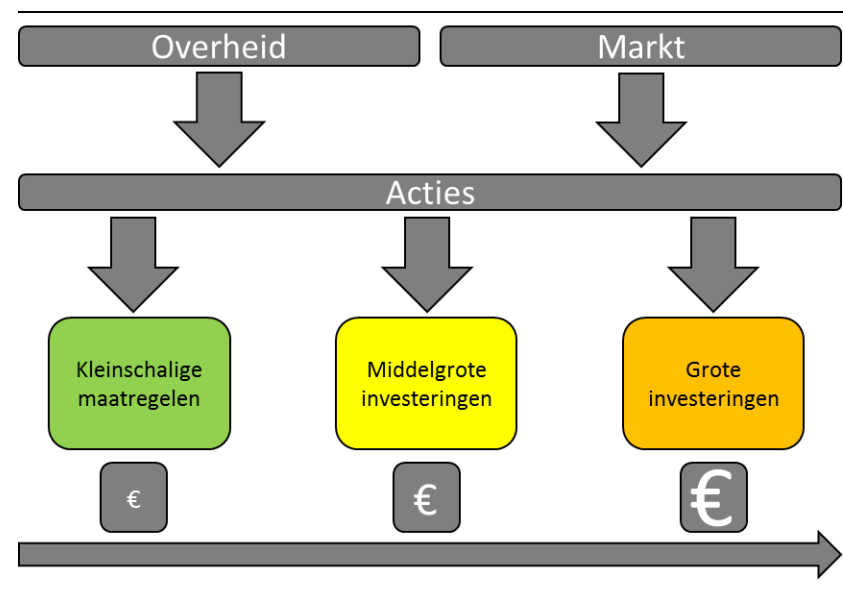 Overheid
Markt
Acties
Kleinschalige
maatregelen
Middelgrote
investeringen
Grote
investeringen
€
€
€